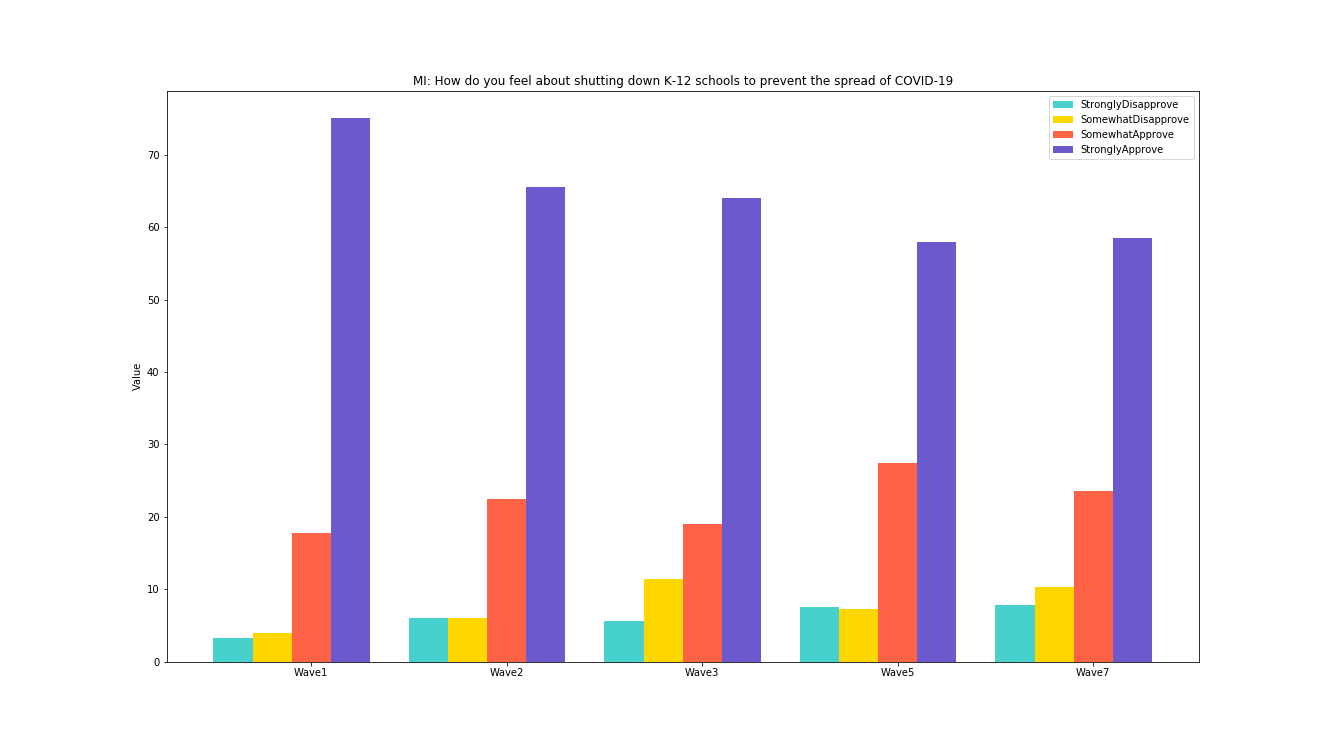 MI: How do you feel about shutting down K-12 schools to prevent the spread of COVID-19
StronglyDisapprove
SomewhatDisapprove
SomewhatApprove
StronglyApprove
Value
70
60
50
40
30
20
10
0
Wave1 Wave2 Wave3 Wave5 Wave7